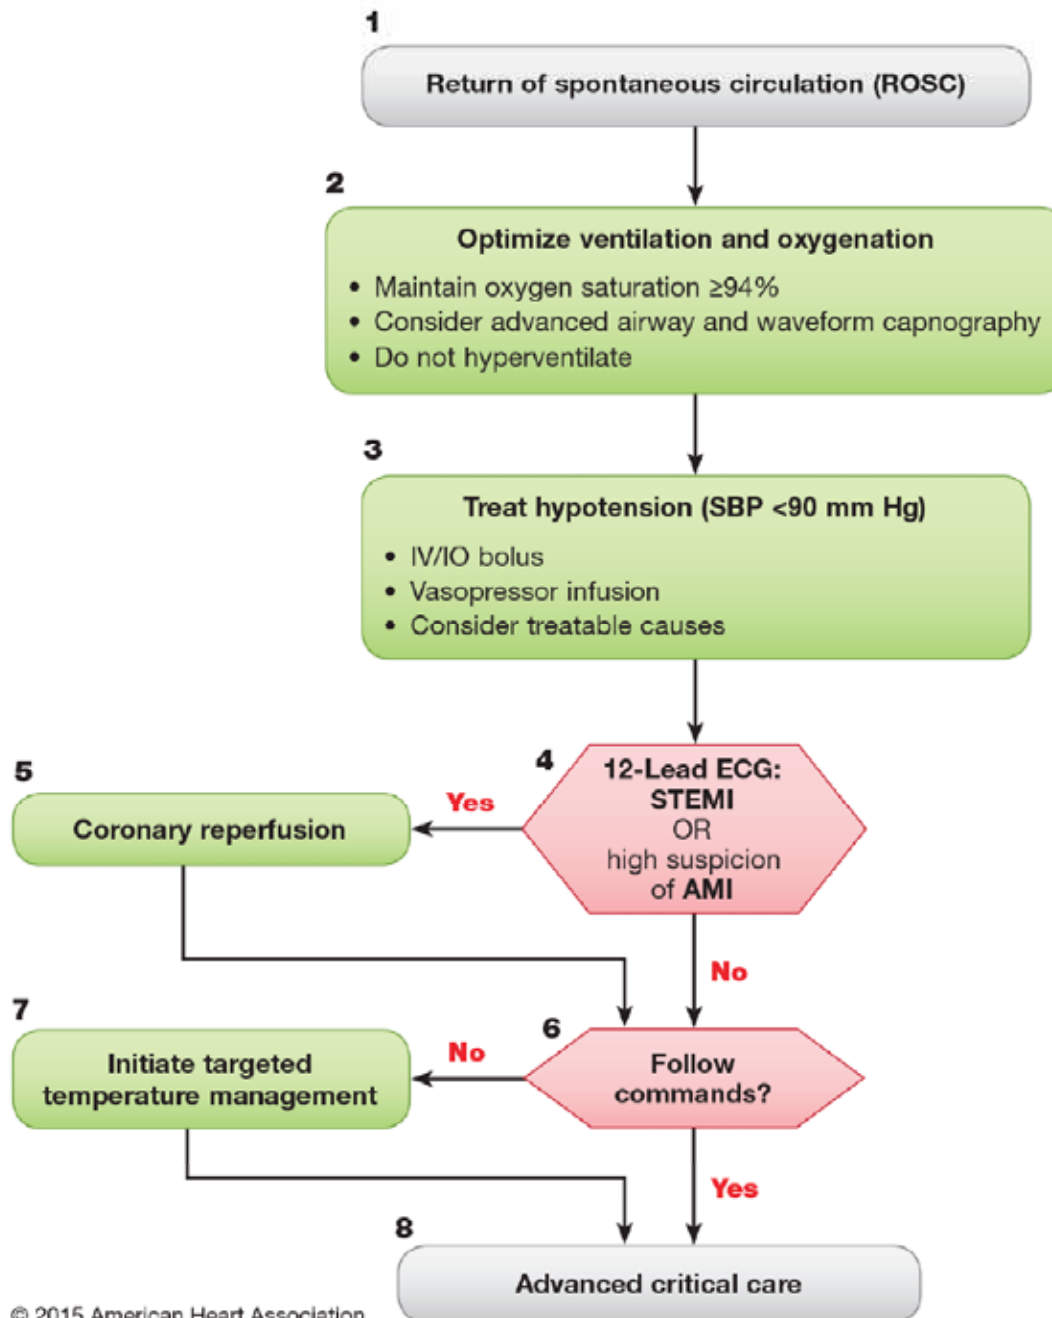 1
Return of spontaneous circulation (ROSC)
2
Optimize ventilation and oxygenation
• Maintain oxygen saturation ≥94%
• Consider advanced airway and waveform capnography
• Do not hyperventilate
3
Treat hypotension (SBP <90 mm Hg)
• IV/IO bolus
• Vasopressor infusion
• Consider treatable causes
4
12-Lead ECG:
STEMI
OR
high suspicion
of AMI
Yes
5
Coronary reperfusion
No
6
Follow
commands?
No
7
Initiate targeted
temperature management
Yes
8
Advanced critical care
© 2015 American Heart Association